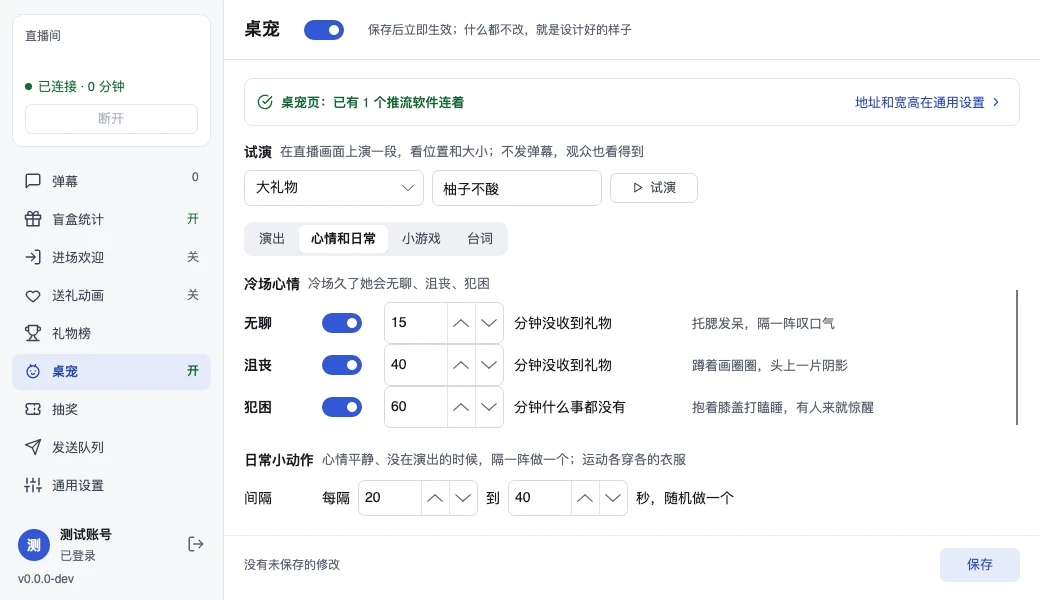 直播间
已连接 · 0 分钟
断开
弹幕 0
盲盒统计 开
进场欢迎 关
送礼动画 关
礼物榜
桌宠 开
抽奖
发送队列
通用设置
测 测试账号
已登录
v0.0.0-dev
桌宠 保存后立即生效；什么都不改，就是设计好的样子
桌宠页：已有 1 个推流软件连着 地址和宽高在通用设置
试演 在直播画面上演一段，看位置和大小；不发弹幕，观众也看得到
大礼物 柚子不酸 试演
演出 心情和日常 小游戏 台词
冷场心情 冷场久了她会无聊、沮丧、犯困
无聊 15 分钟没收到礼物 托腮发呆，隔一阵叹口气
沮丧 40 分钟没收到礼物 蹲着画圈圈，头上一片阴影
犯困 60 分钟什么事都没有 抱着膝盖打瞌睡，有人来就惊醒
日常小动作 心情平静、没在演出的时候，隔一阵做一个；运动各穿各的衣服
间隔 每隔 20 到 40 秒，随机做一个
没有未保存的修改 保存